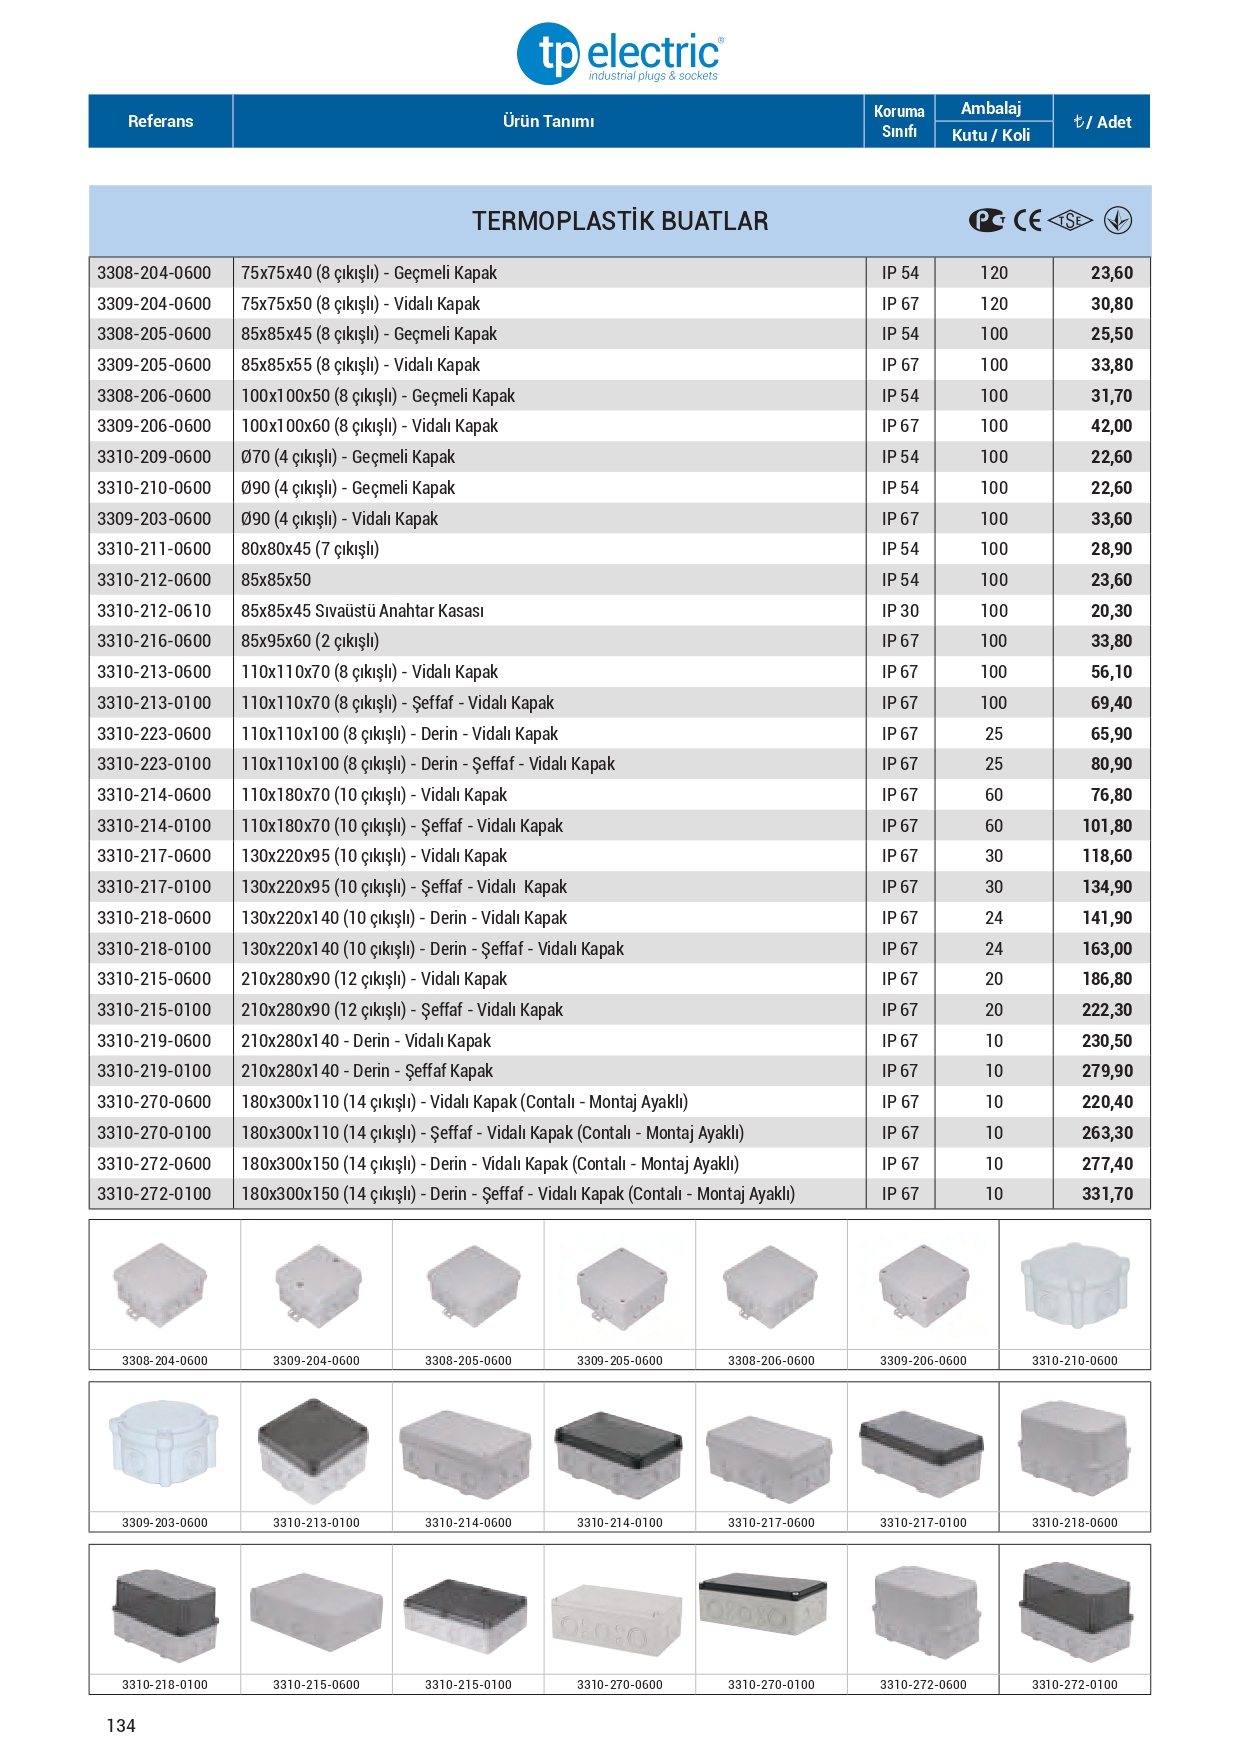 tp electric®
industrial plugs & sockets
Referans Ürün Tanımı Koruma Sınıfı Ambalaj Kutu / Koli ₺/ Adet
TERMOPLASTİK BUATLAR
3308-204-0600 75x75x40 (8 çıkışlı) - Geçmeli Kapak IP 54 120 23,60
3309-204-0600 75x75x50 (8 çıkışlı) - Vidalı Kapak IP 67 120 30,80
3308-205-0600 85x85x45 (8 çıkışlı) - Geçmeli Kapak IP 54 100 25,50
3309-205-0600 85x85x55 (8 çıkışlı) - Vidalı Kapak IP 67 100 33,80
3308-206-0600 100x100x50 (8 çıkışlı) - Geçmeli Kapak IP 54 100 31,70
3309-206-0600 100x100x60 (8 çıkışlı) - Vidalı Kapak IP 67 100 42,00
3310-209-0600 Ø70 (4 çıkışlı) - Geçmeli Kapak IP 54 100 22,60
3310-210-0600 Ø90 (4 çıkışlı) - Geçmeli Kapak IP 54 100 22,60
3309-203-0600 Ø90 (4 çıkışlı) - Vidalı Kapak IP 67 100 33,60
3310-211-0600 80x80x45 (7 çıkışlı) IP 54 100 28,90
3310-212-0600 85x85x50 IP 54 100 23,60
3310-212-0610 85x85x45 Sıvaüstü Anahtar Kasası IP 30 100 20,30
3310-216-0600 85x95x60 (2 çıkışlı) IP 67 100 33,80
3310-213-0600 110x110x70 (8 çıkışlı) - Vidalı Kapak IP 67 100 56,10
3310-213-0100 110x110x70 (8 çıkışlı) - Şeffaf - Vidalı Kapak IP 67 100 69,40
3310-223-0600 110x110x100 (8 çıkışlı) - Derin - Vidalı Kapak IP 67 25 65,90
3310-223-0100 110x110x100 (8 çıkışlı) - Derin - Şeffaf - Vidalı Kapak IP 67 25 80,90
3310-214-0600 110x180x70 (10 çıkışlı) - Vidalı Kapak IP 67 60 76,80
3310-214-0100 110x180x70 (10 çıkışlı) - Şeffaf - Vidalı Kapak IP 67 60 101,80
3310-217-0600 130x220x95 (10 çıkışlı) - Vidalı Kapak IP 67 30 118,60
3310-217-0100 130x220x95 (10 çıkışlı) - Şeffaf - Vidalı Kapak IP 67 30 134,90
3310-218-0600 130x220x140 (10 çıkışlı) - Derin - Vidalı Kapak IP 67 24 141,90
3310-218-0100 130x220x140 (10 çıkışlı) - Derin - Şeffaf - Vidalı Kapak IP 67 24 163,00
3310-215-0600 210x280x90 (12 çıkışlı) - Vidalı Kapak IP 67 20 186,80
3310-215-0100 210x280x90 (12 çıkışlı) - Şeffaf - Vidalı Kapak IP 67 20 222,30
3310-219-0600 210x280x140 - Derin - Vidalı Kapak IP 67 10 230,50
3310-219-0100 210x280x140 - Derin - Şeffaf Kapak IP 67 10 279,90
3310-270-0600 180x300x110 (14 çıkışlı) - Vidalı Kapak (Contalı - Montaj Ayaklı) IP 67 10 220,40
3310-270-0100 180x300x110 (14 çıkışlı) - Şeffaf - Vidalı Kapak (Contalı - Montaj Ayaklı) IP 67 10 263,30
3310-272-0600 180x300x150 (14 çıkışlı) - Derin - Vidalı Kapak (Contalı - Montaj Ayaklı) IP 67 10 277,40
3310-272-0100 180x300x150 (14 çıkışlı) - Derin - Şeffaf - Vidalı Kapak (Contalı - Montaj Ayaklı) IP 67 10 331,70
3308-204-0600 3309-204-0600 3308-205-0600 3309-205-0600 3308-206-0600 3309-206-0600 3310-210-0600
3309-203-0600 3310-213-0100 3310-214-0600 3310-214-0100 3310-217-0600 3310-217-0100 3310-218-0600
3310-218-0100 3310-215-0600 3310-215-0100 3310-270-0600 3310-270-0100 3310-272-0600 3310-272-0100
134